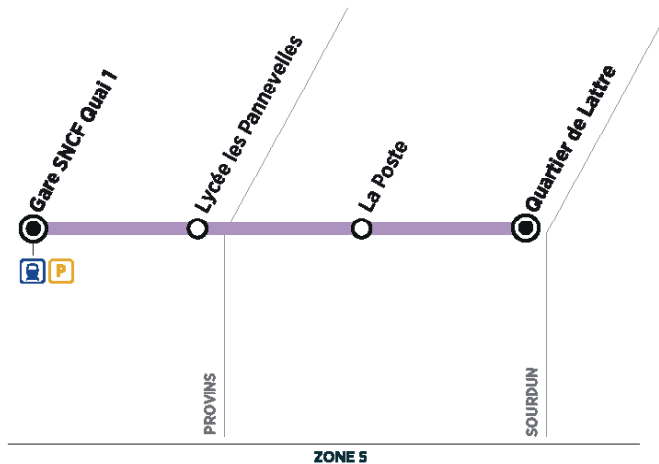 Gare SNCF Quai 1
Lycée les Pannevelles
La Poste
Quartier de Lattre
P
PROVINS
SOURDUN
ZONE 5